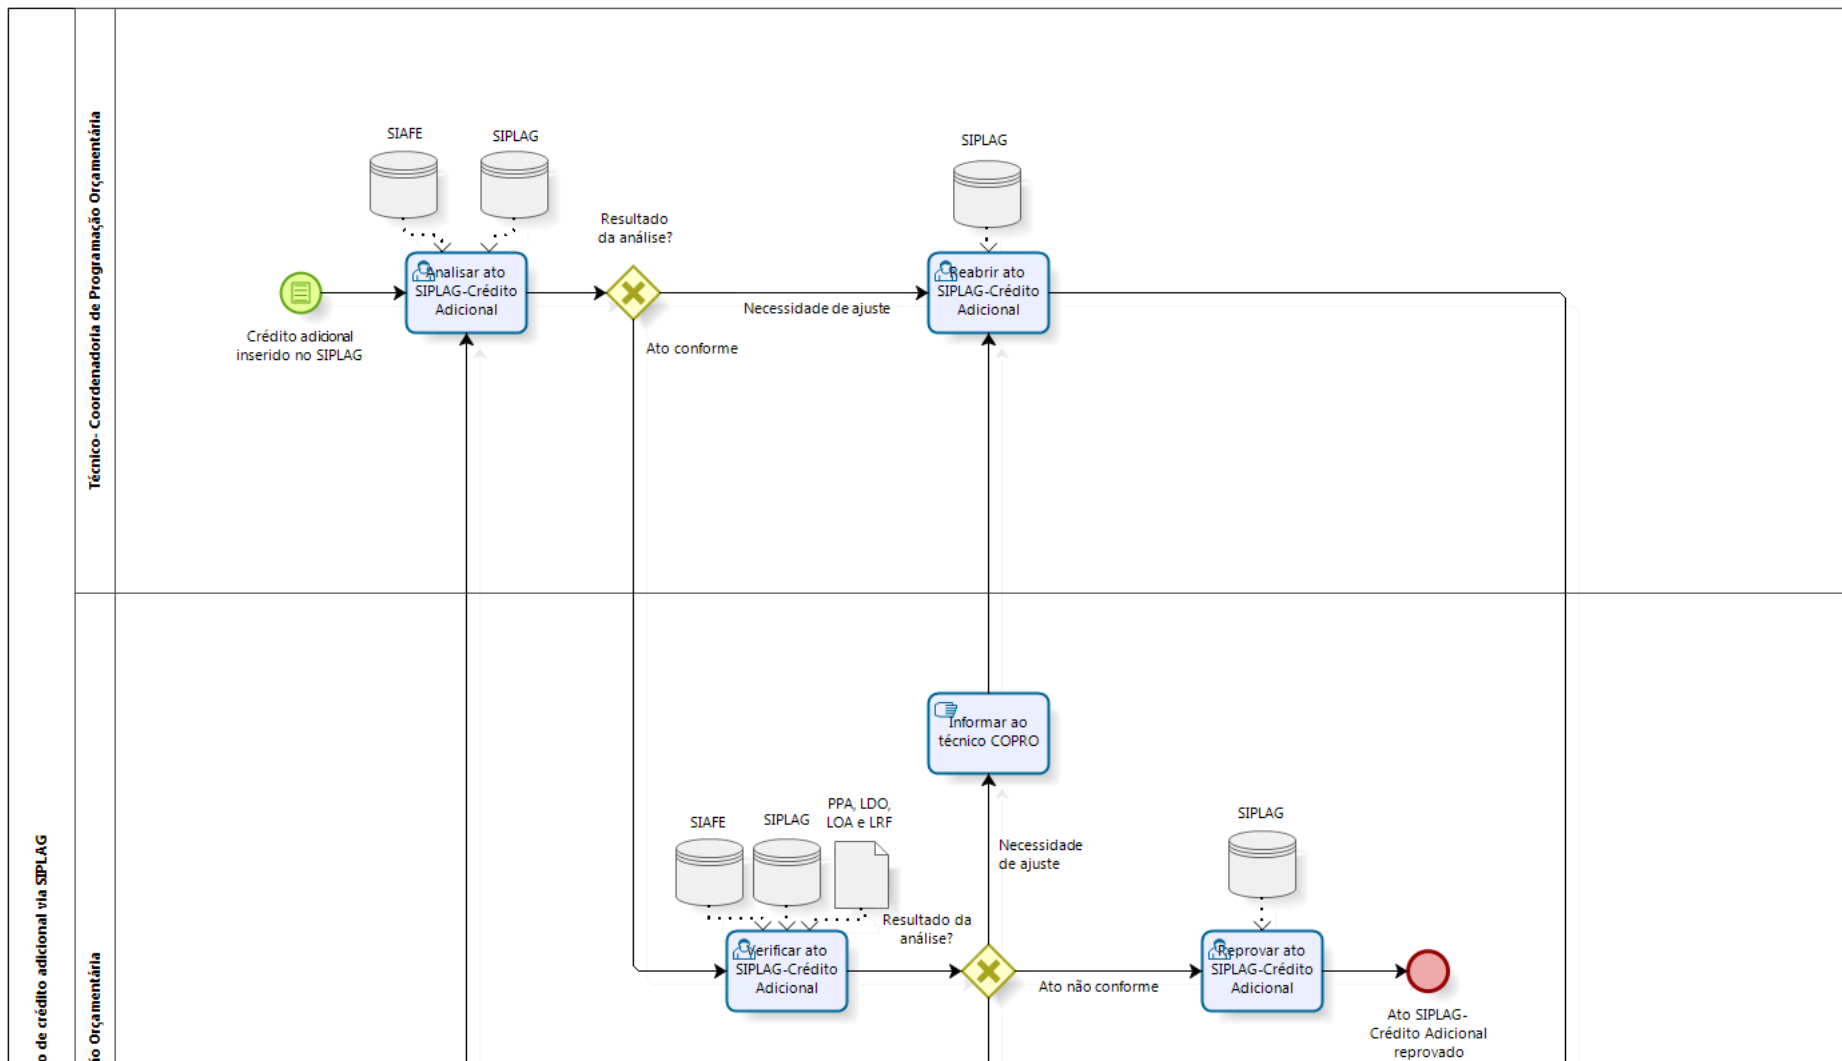 Técnico- Coordenadoria de Programação Orçamentária
SIAFE
SIPLAG
SIPLAG
Resultado
da análise?
Analisar ato
SIPLAG-Crédito
Adicional
Reabrir ato
SIPLAG-Crédito
Adicional
Necessidade de ajuste
Crédito adicional
inserido no SIPLAG
Ato conforme
o de crédito adicional via SIPLAG
ão Orçamentária
Informar ao
técnico COPRO
PPA, LDO,
LOA e LRF
SIAFE
SIPLAG
SIPLAG
Necessidade
de ajuste
Resultado da
análise?
Verificar ato
SIPLAG-Crédito
Adicional
Reprovar ato
SIPLAG-Crédito
Adicional
Ato não conforme
Ato SIPLAG-
Crédito Adicional
reprovado